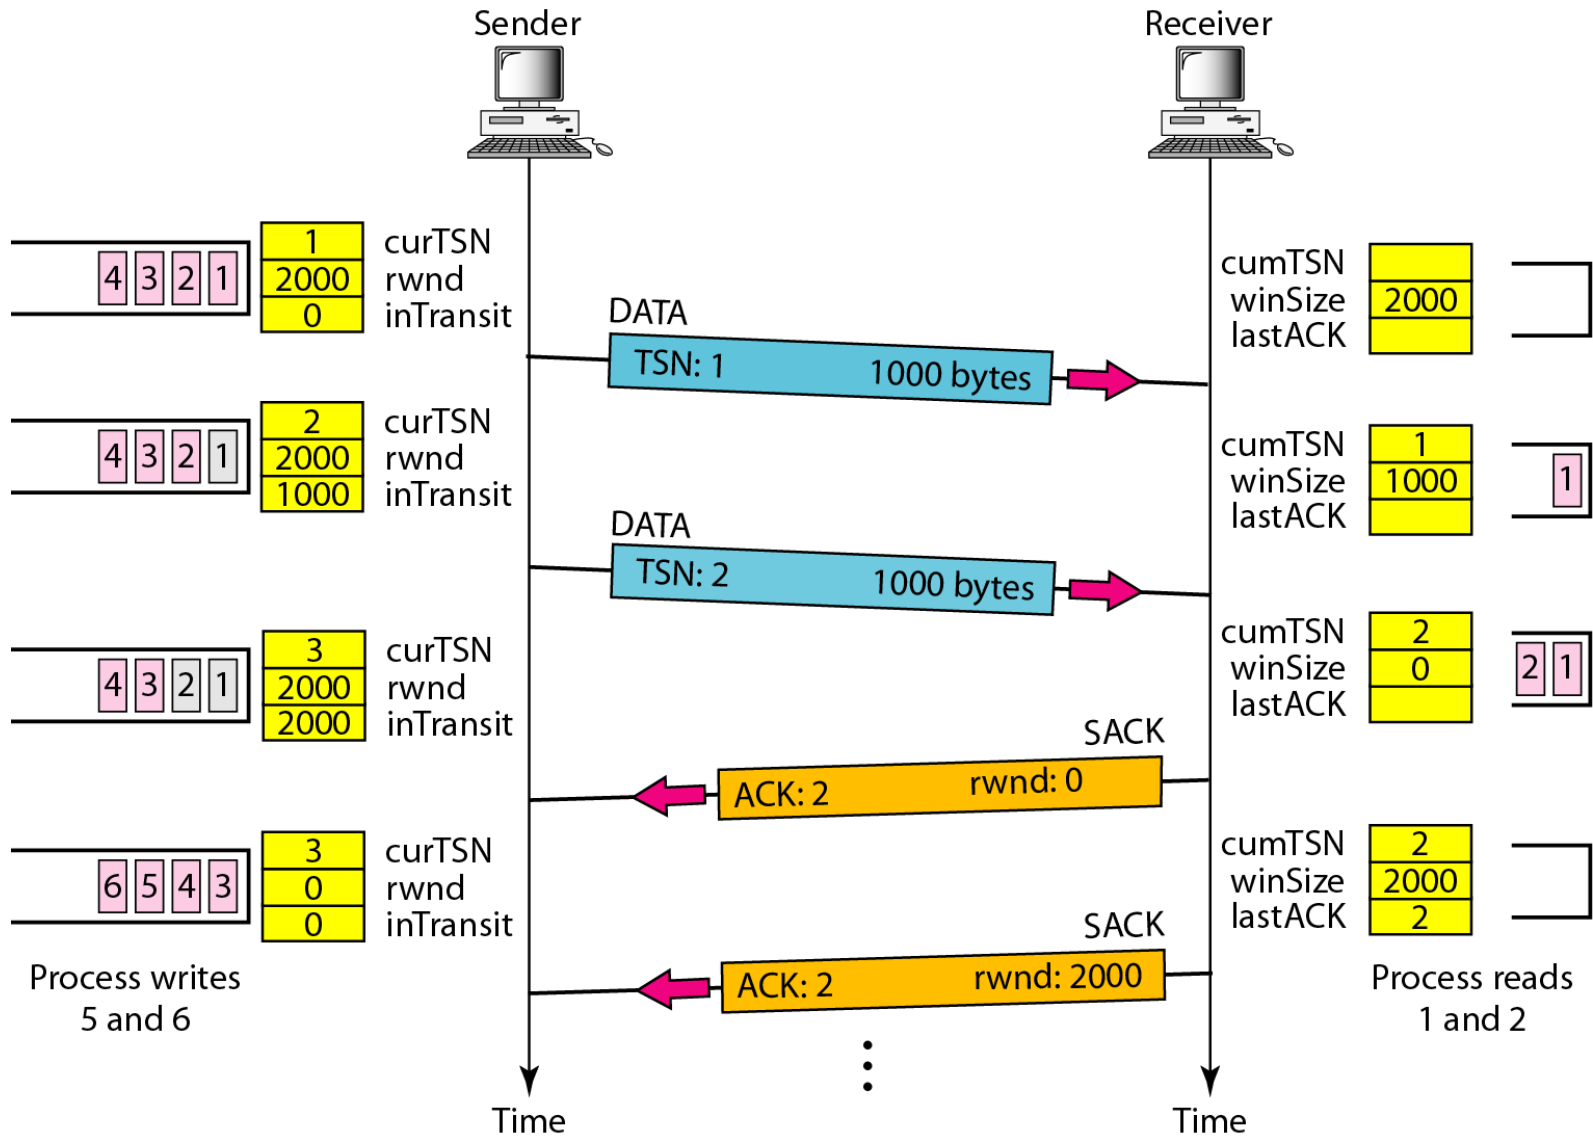 Sender
Receiver
4 3 2 1
1 curTSN
2000 rwnd
0 inTransit
cumTSN
winSize 2000
lastACK
DATA
TSN: 1 1000 bytes
4 3 2 1
2 curTSN
2000 rwnd
1000 inTransit
cumTSN 1
winSize 1000
lastACK
1
DATA
TSN: 2 1000 bytes
4 3 2 1
3 curTSN
2000 rwnd
2000 inTransit
cumTSN 2
winSize 0
lastACK
2 1
SACK
ACK: 2 rwnd: 0
6 5 4 3
3 curTSN
0 rwnd
0 inTransit
cumTSN 2
winSize 2000
lastACK 2
Process writes
5 and 6
SACK
ACK: 2 rwnd: 2000
Process reads
1 and 2
Time
Time